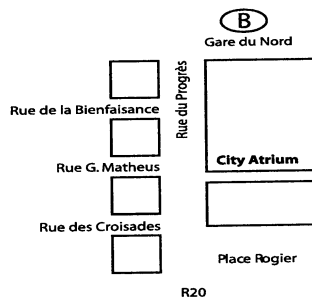 B
Gare du Nord
Rue du Progrès
Rue de la Bienfaisance
City Atrium
Rue G. Matheus
Rue des Croisades
Place Rogier
R20